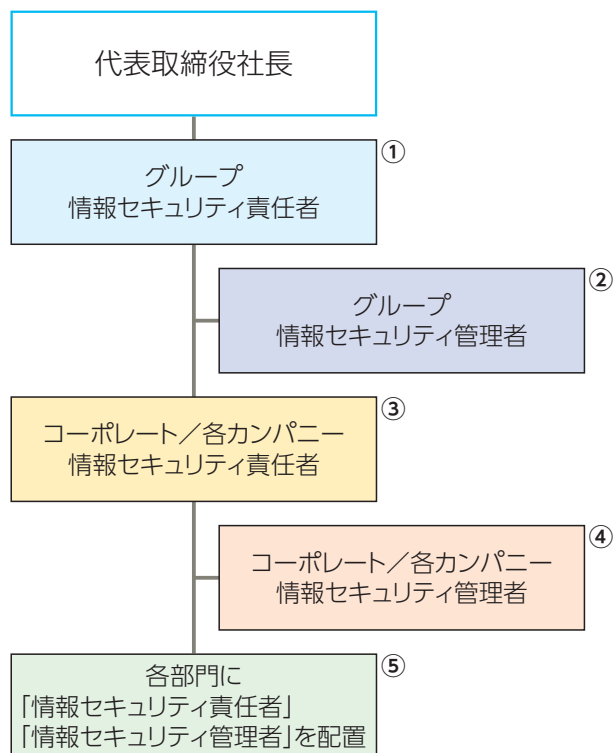 代表取締役社長
①
グループ
情報セキュリティ責任者
②
グループ
情報セキュリティ管理者
③
コーポレート／各カンパニー
情報セキュリティ責任者
④
コーポレート／各カンパニー
情報セキュリティ管理者
⑤
各部門に
「情報セキュリティ責任者」
「情報セキュリティ管理者」を配置